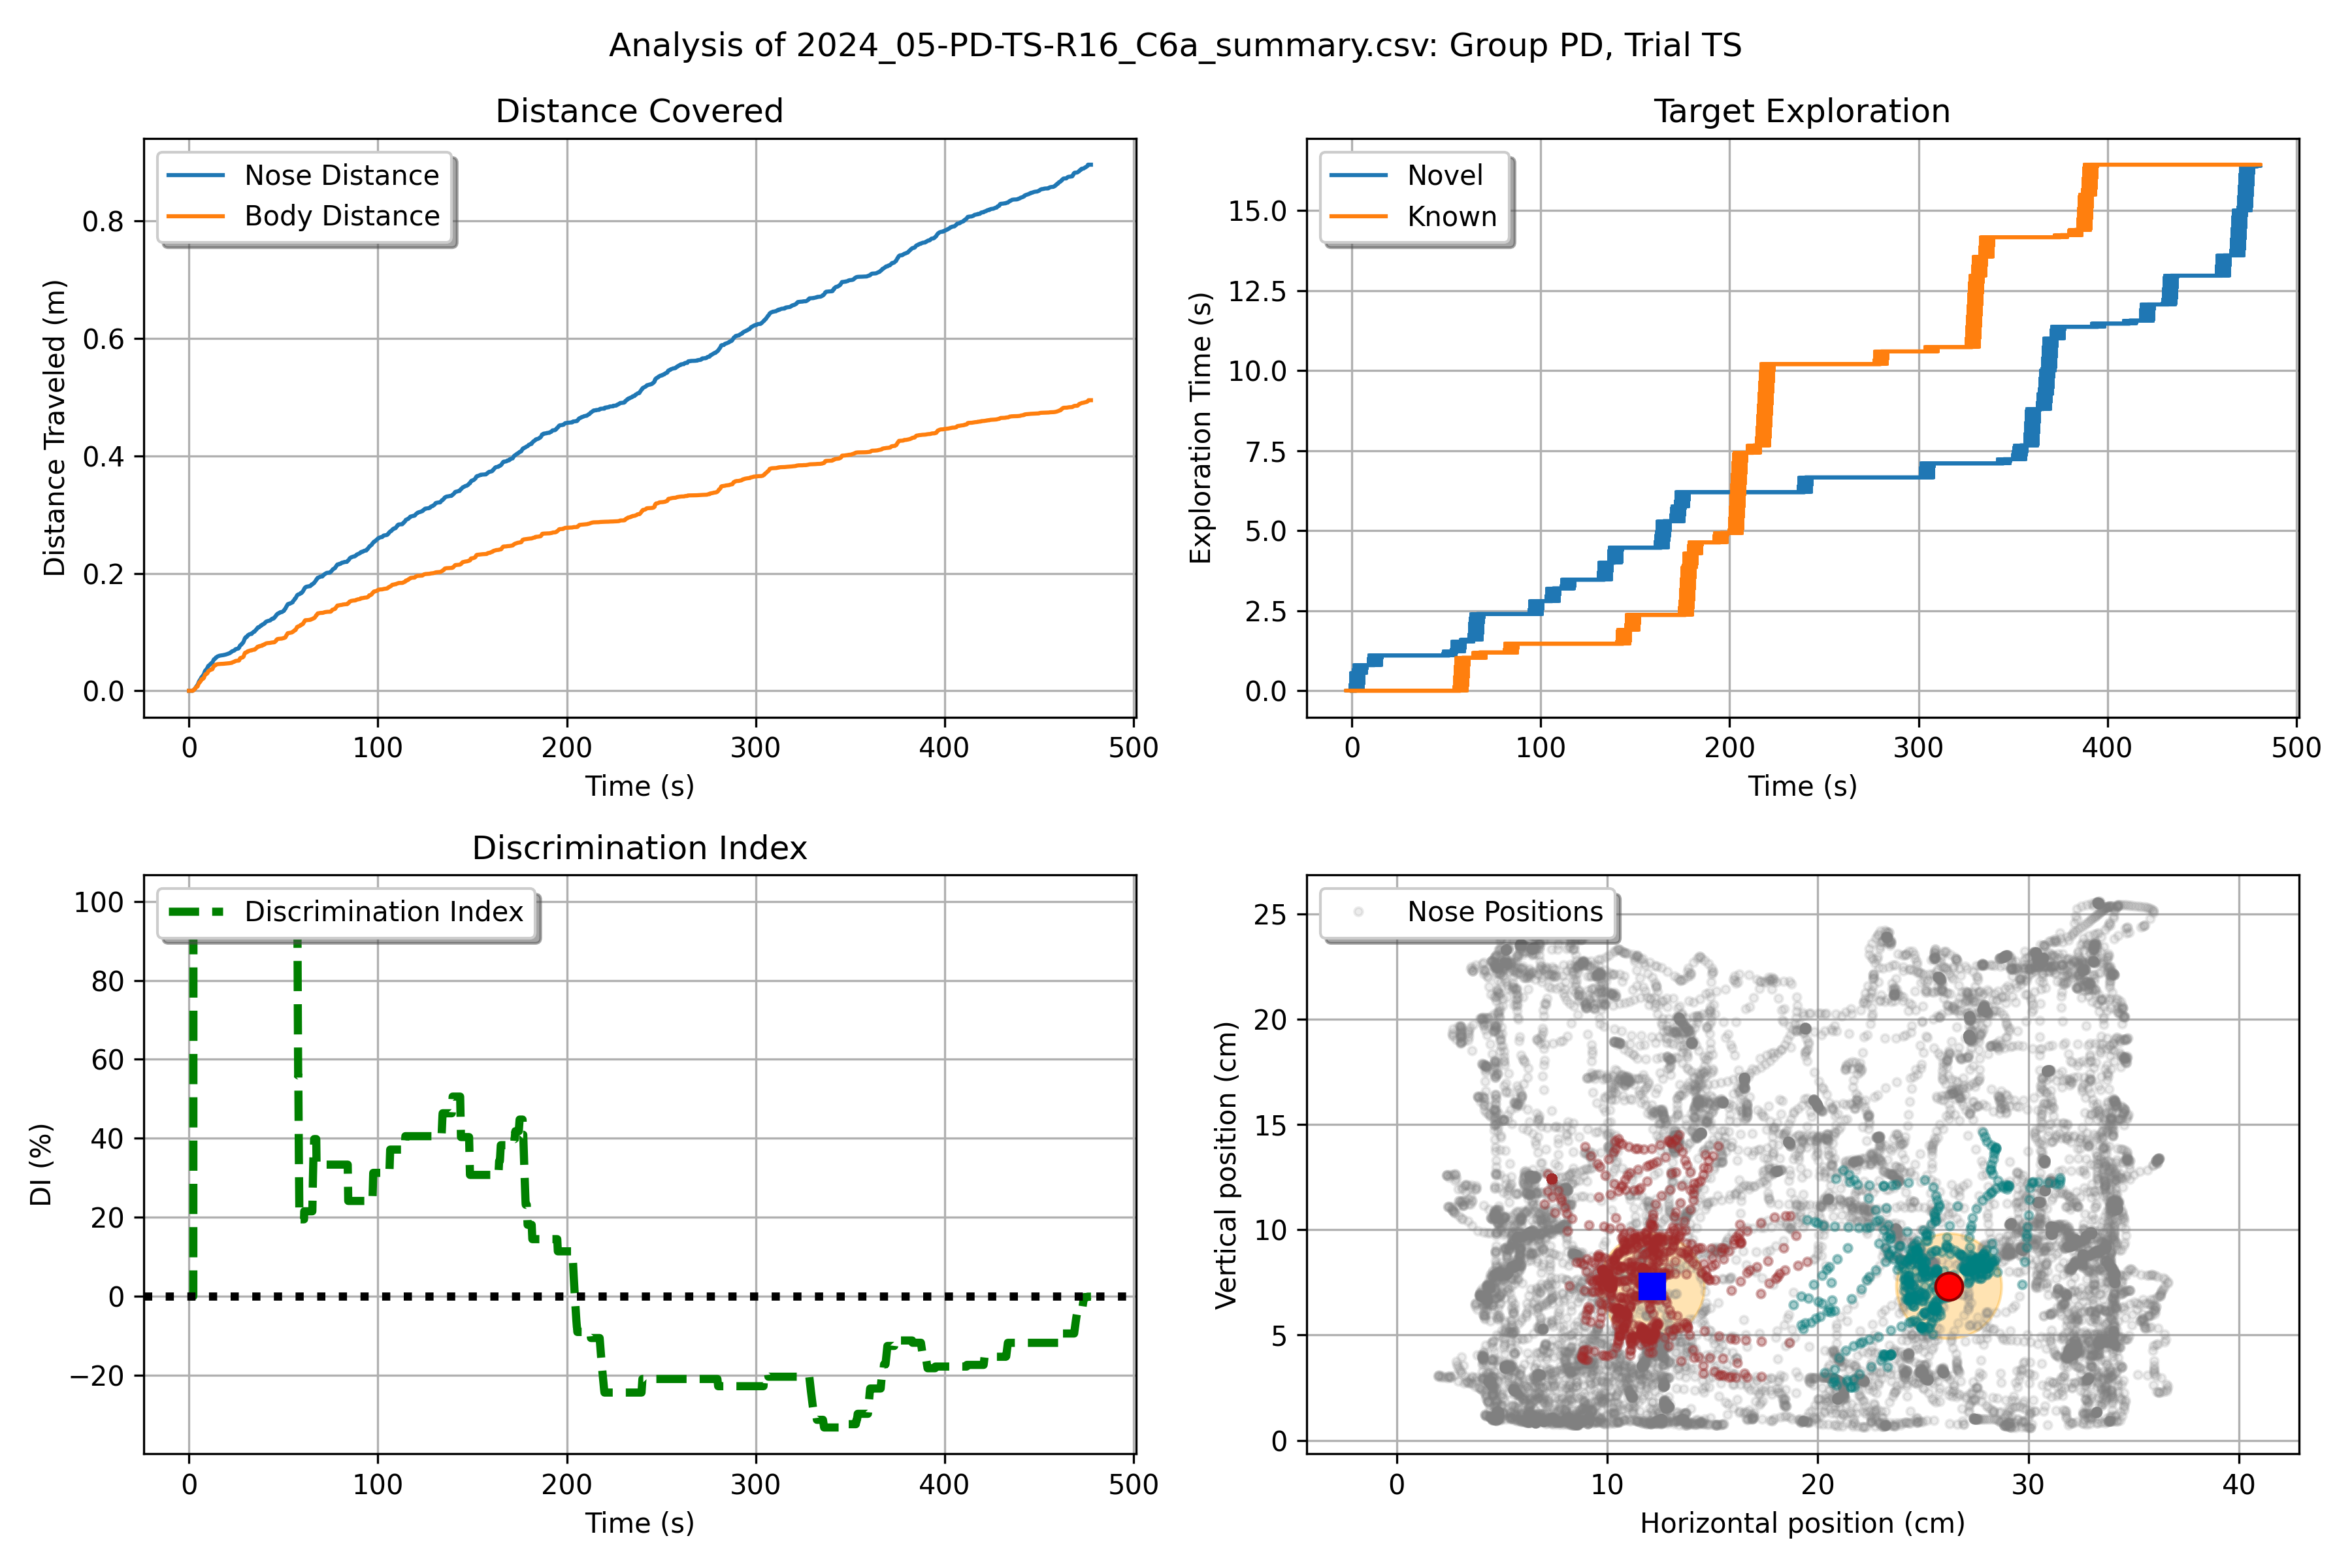 Analysis of 2024_05-PD-TS-R16_C6a_summary.csv: Group PD, Trial TS
Distance Covered
Nose Distance
Body Distance
Distance Traveled (m)
0.8
0.6
0.4
0.2
0.0
0 100 200 300 400 500
Time (s)
Target Exploration
Novel
Known
Exploration Time (s)
15.0
12.5
10.0
7.5
5.0
2.5
0.0
0 100 200 300 400 500
Time (s)
Discrimination Index
Discrimination Index
DI (%)
100
80
60
40
20
0
−20
0 100 200 300 400 500
Time (s)
Nose Positions
Vertical position (cm)
25
20
15
10
5
0
0 10 20 30 40
Horizontal position (cm)